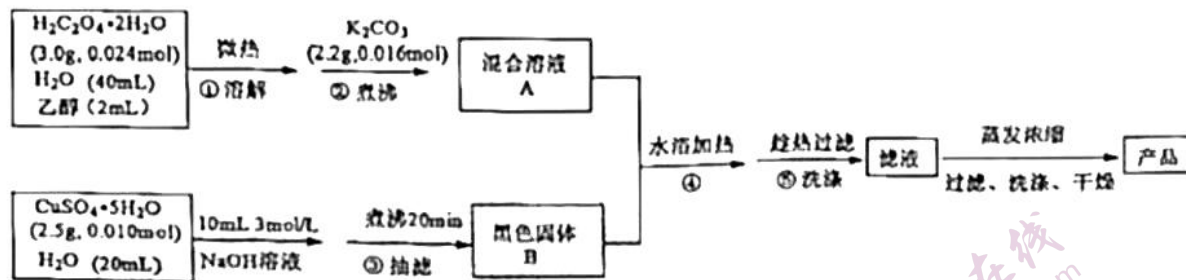 H₂C₂O₄•2H₂O
(3.0g, 0.024mol)
H₂O (40mL)
乙醇（2mL）
微热
①溶解
K₂CO₃
(2.2g,0.016mol)
②煮沸
混合溶液
A
CuSO₄•5H₂O
(2.5g, 0.010mol)
H₂O (20mL)
10mL 3mol/L
NaOH溶液
煮沸20min
③抽滤
黑色固体
B
水浴加热
④
趁热过滤
⑤洗涤
滤液
蒸发浓缩
过滤、洗涤、干燥
产品
在线